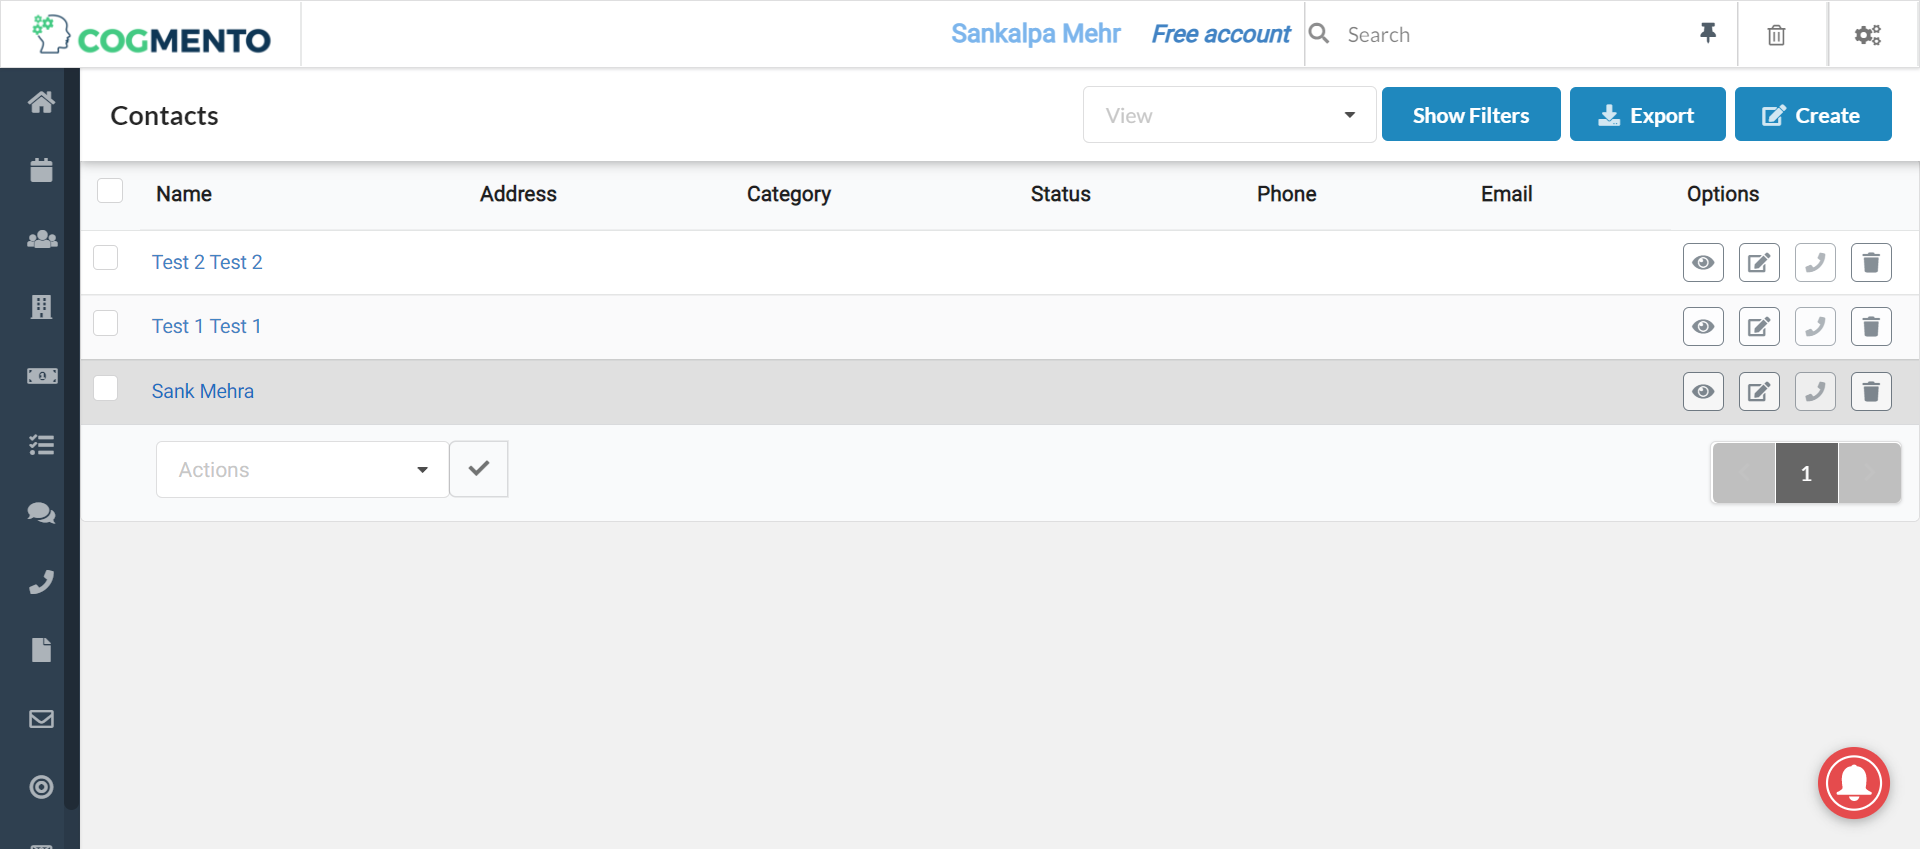 COGMENTO
Sankalpa Mehr Free account Search
Contacts
View Show Filters Export Create
Name Address Category Status Phone Email Options
Test 2 Test 2
Test 1 Test 1
Sank Mehra
Actions
1